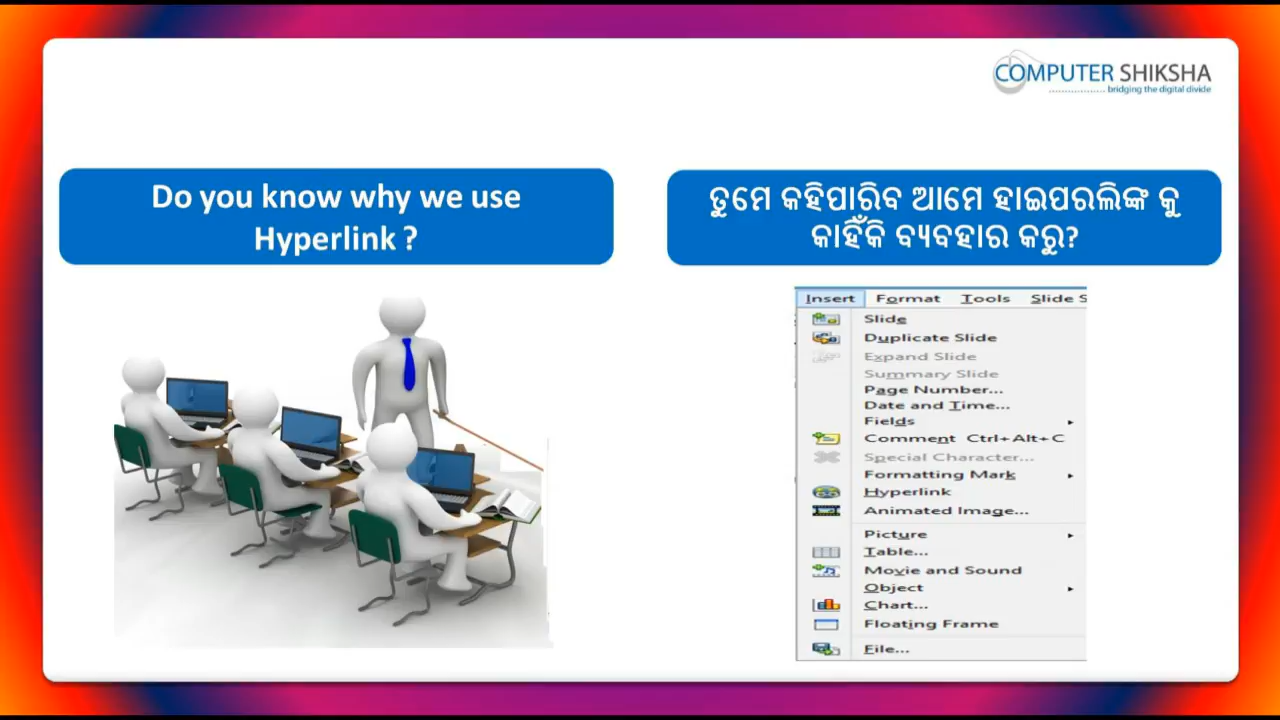 COMPUTER SHIKSHA
bridging the digital divide
Do you know why we use
Hyperlink ?
ତୁମେ କହିପାରିବ ଆମେ ହାଇପରଲିଙ୍କ କୁ
କାହିଁକି ବ୍ୟବହାର କରୁ?
Insert Format Tools Slide S
Slide
Duplicate Slide
Expand Slide
Summary Slide
Page Number...
Date and Time...
Fields
Comment Ctrl+Alt+C
Special Character...
Formatting Mark
Hyperlink
Animated Image...
Picture
Table...
Movie and Sound
Object
Chart...
Floating Frame
File...